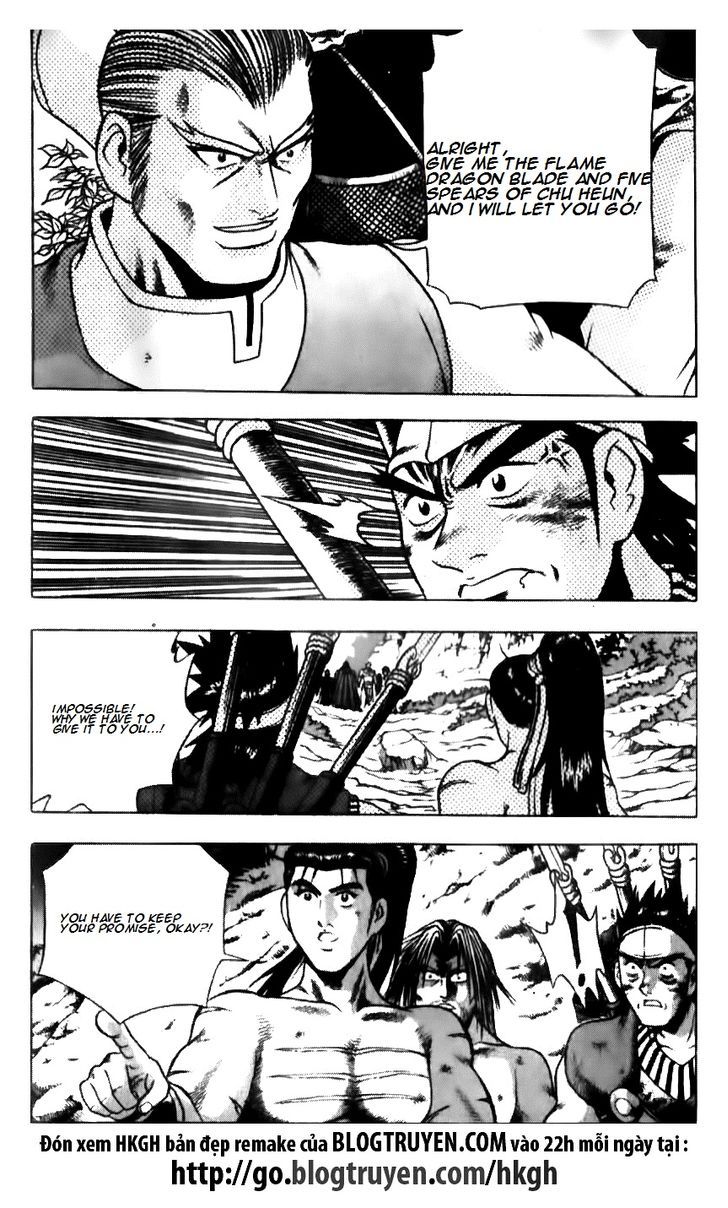 ALRIGHT,
GIVE ME THE FLAME
DRAGON BLADE AND FIVE
SPEARS OF CHU HEUN,
AND I WILL LET YOU GO!
IMPOSSIBLE!
WHY WE HAVE TO
GIVE IT TO YOU...!
YOU HAVE TO KEEP
YOUR PROMISE, OKAY?!
Đón xem HKGH bản đẹp remake của BLOGTRUYEN.COM vào 22h mỗi ngày tại :
http://go.blogtruyen.com/hkgh